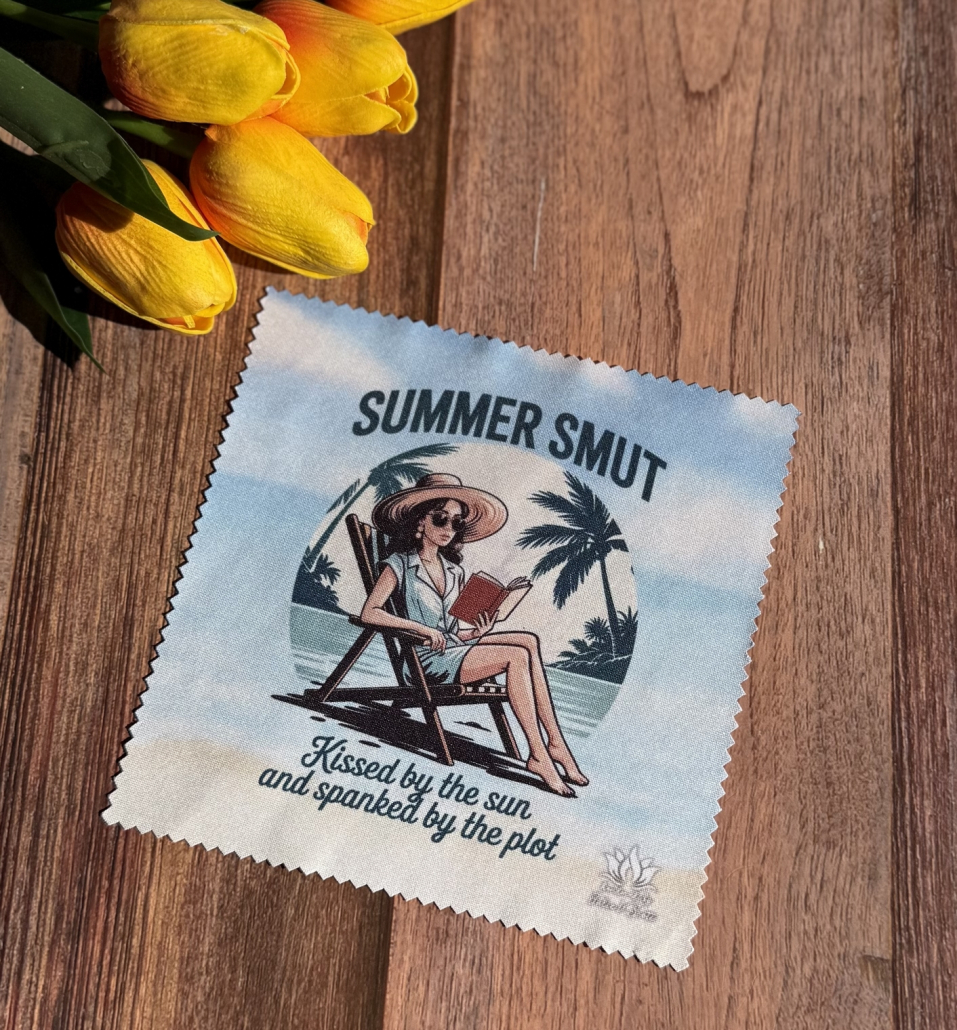 SUMMER SMUT
Kissed by the sun
and spanked by the plot